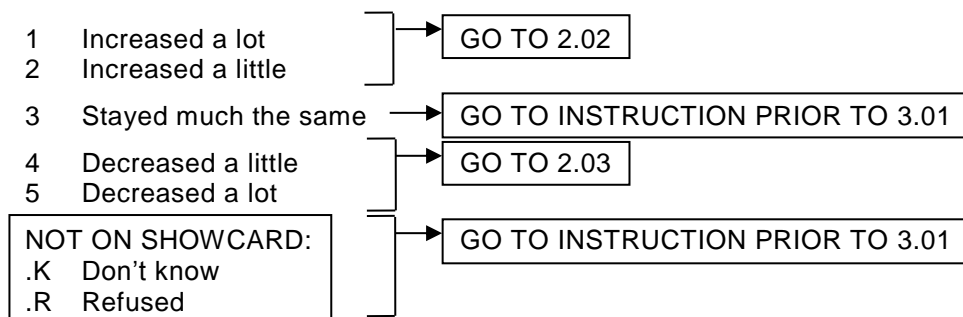 1 Increased a lot
2 Increased a little
GO TO 2.02
3 Stayed much the same
GO TO INSTRUCTION PRIOR TO 3.01
4 Decreased a little
5 Decreased a lot
GO TO 2.03
NOT ON SHOWCARD:
.K Don't know
.R Refused
GO TO INSTRUCTION PRIOR TO 3.01